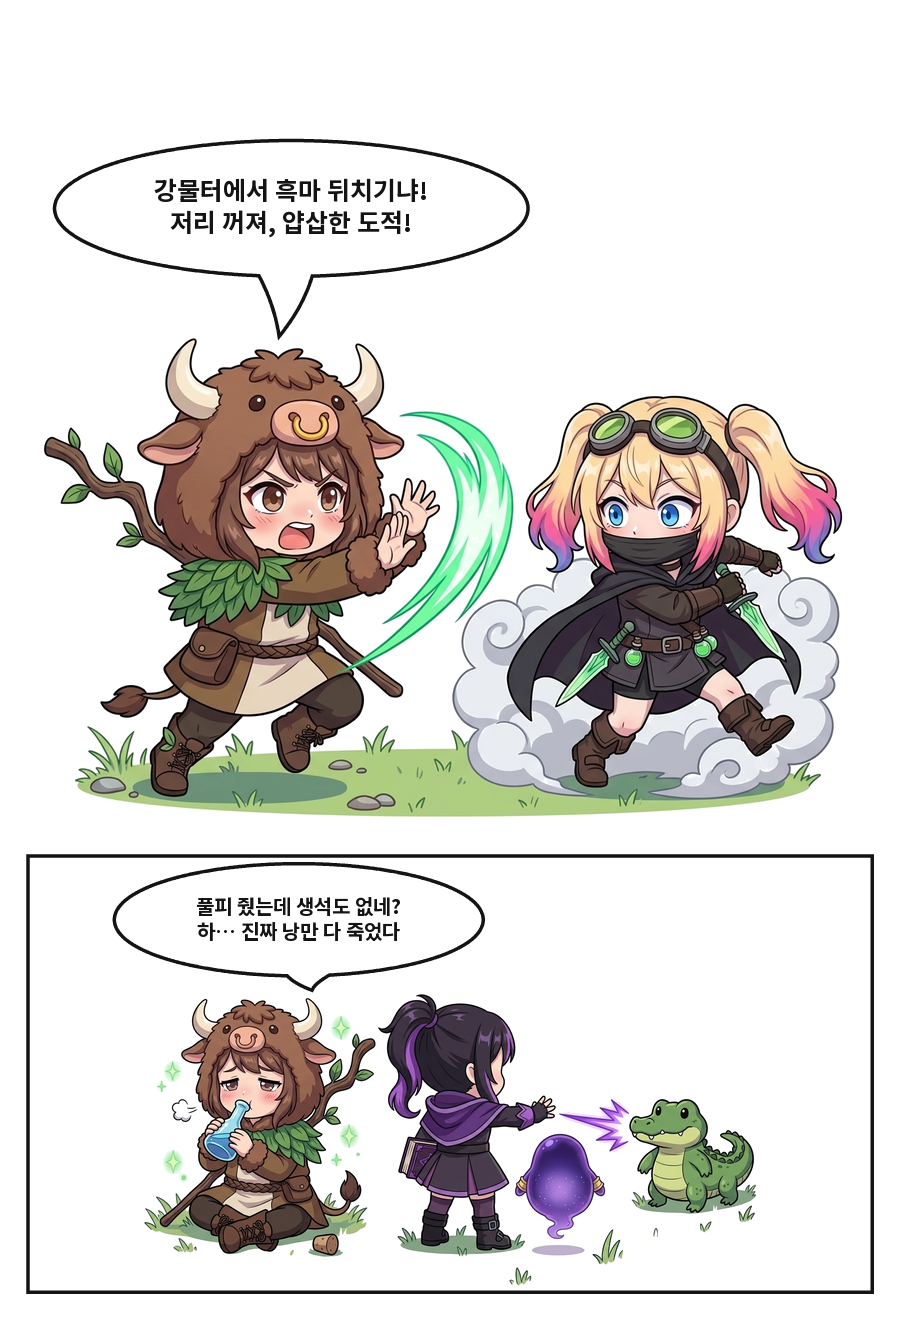 강물터에서 흑마 뒤치기냐!
저리 꺼져, 얍삽한 도적!
풀피 줬는데 생석도 없네?
하… 진짜 낭만 다 죽었다